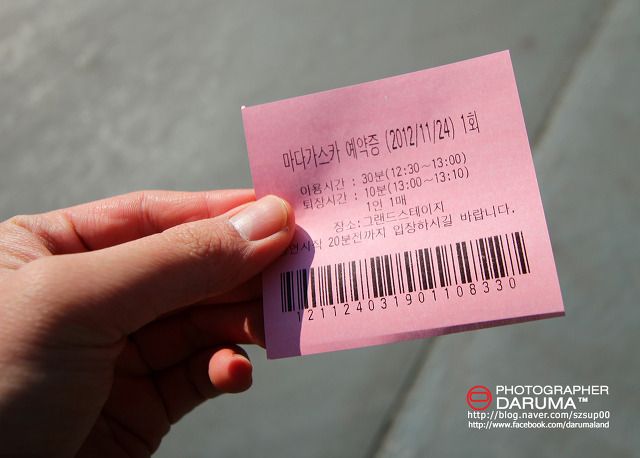 마다가스카 예약증 (2012/11/24) 1회
이용시간 : 30분(12:30~13:00)
퇴장시간 : 10분(13:00~13:10)
1인 1매
장소:그랜드스테이지
20분전까지 입장하시길 바랍니다.
1211240319011083​30
PHOTOGRAPHER
DARUMA™
http://blog.naver.com/szsup00
http://www.facebook.com/darumaland